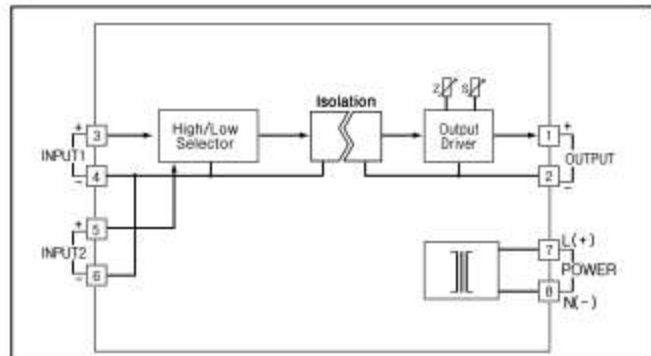 Isolation
Z S
High/Low
Selector
Output
Driver
+
3
INPUT1
4
−
+
5
INPUT2
6
−
1
+
OUTPUT
2
−
7
L(+)
POWER
8
N(-)